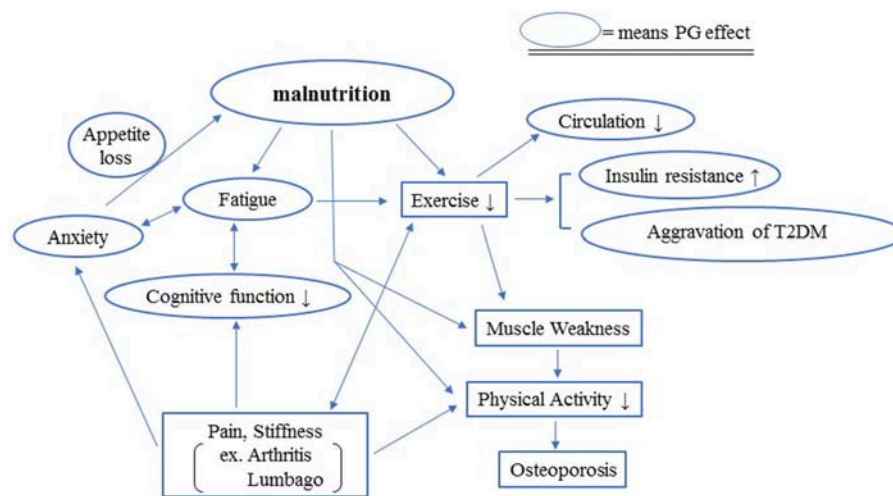 = means PG effect
malnutrition
Appetite
loss
Circulation ↓
Insulin resistance ↑
Fatigue
Exercise ↓
Anxiety
Aggravation of T2DM
Cognitive function ↓
Muscle Weakness
Physical Activity ↓
Pain, Stiffness
ex. Arthritis
Lumbago
Osteoporosis